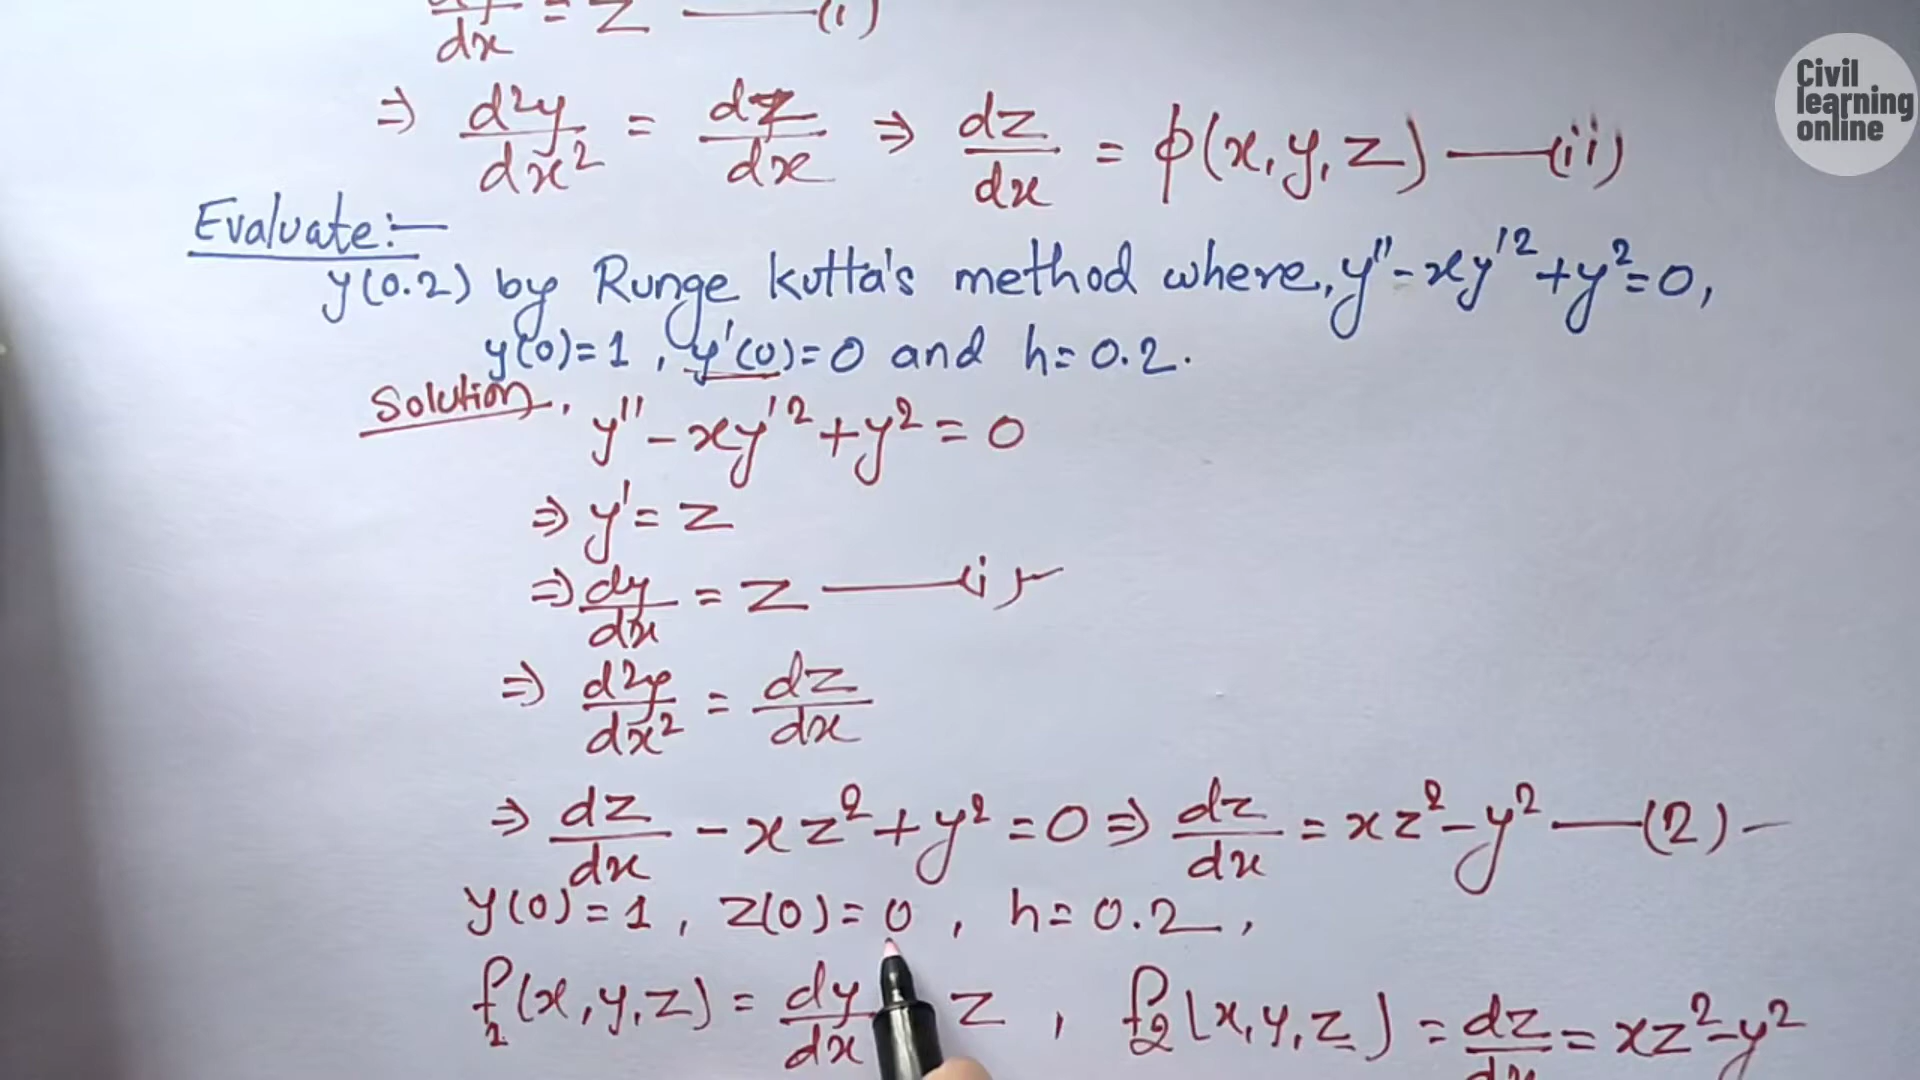 dy/dx = z —(i)
⇒ d²y/dx² = dz/dx ⇒ dz/dx = ϕ(x,y,z) —(ii)
Civil
learning
online
Evaluate:-
y(0.2) by Runge kutta's method where, y''-xy'²+y²=0,
y(0)=1, y'(0)=0 and h=0.2.
Solution. y''-xy'²+y²=0
⇒ y'=z
⇒ dy/dx = z —(i)
⇒ d²y/dx² = dz/dx
⇒ dz/dx - xz²+y²=0 ⇒ dz/dx = xz²-y² —(2)
y(0)=1, z(0)=0, h=0.2,
f₁(x,y,z) = dy/dx z, f₂(x,y,z) = dz/dx = xz²-y²